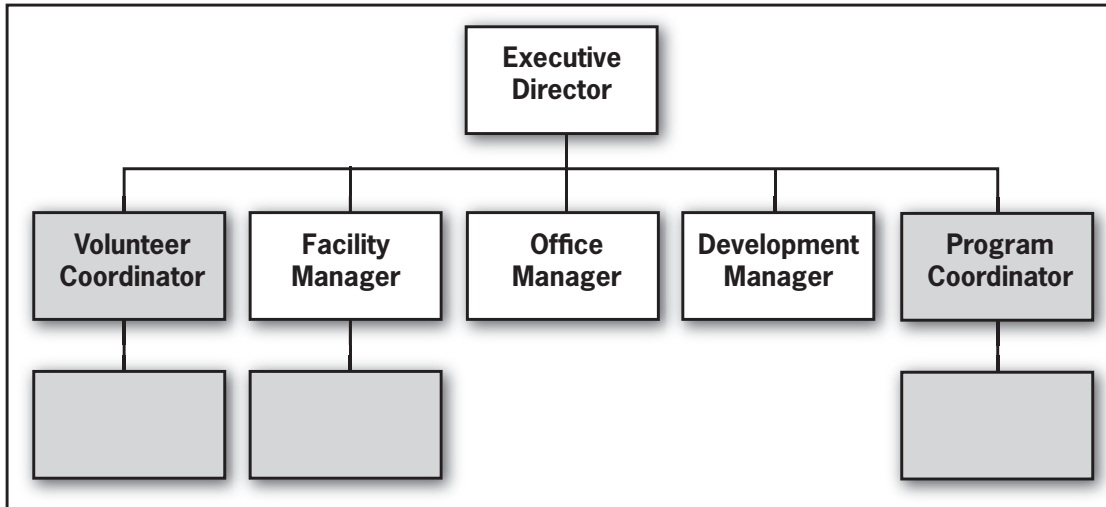 Executive
Director
Volunteer
Coordinator
Facility
Manager
Office
Manager
Development
Manager
Program
Coordinator